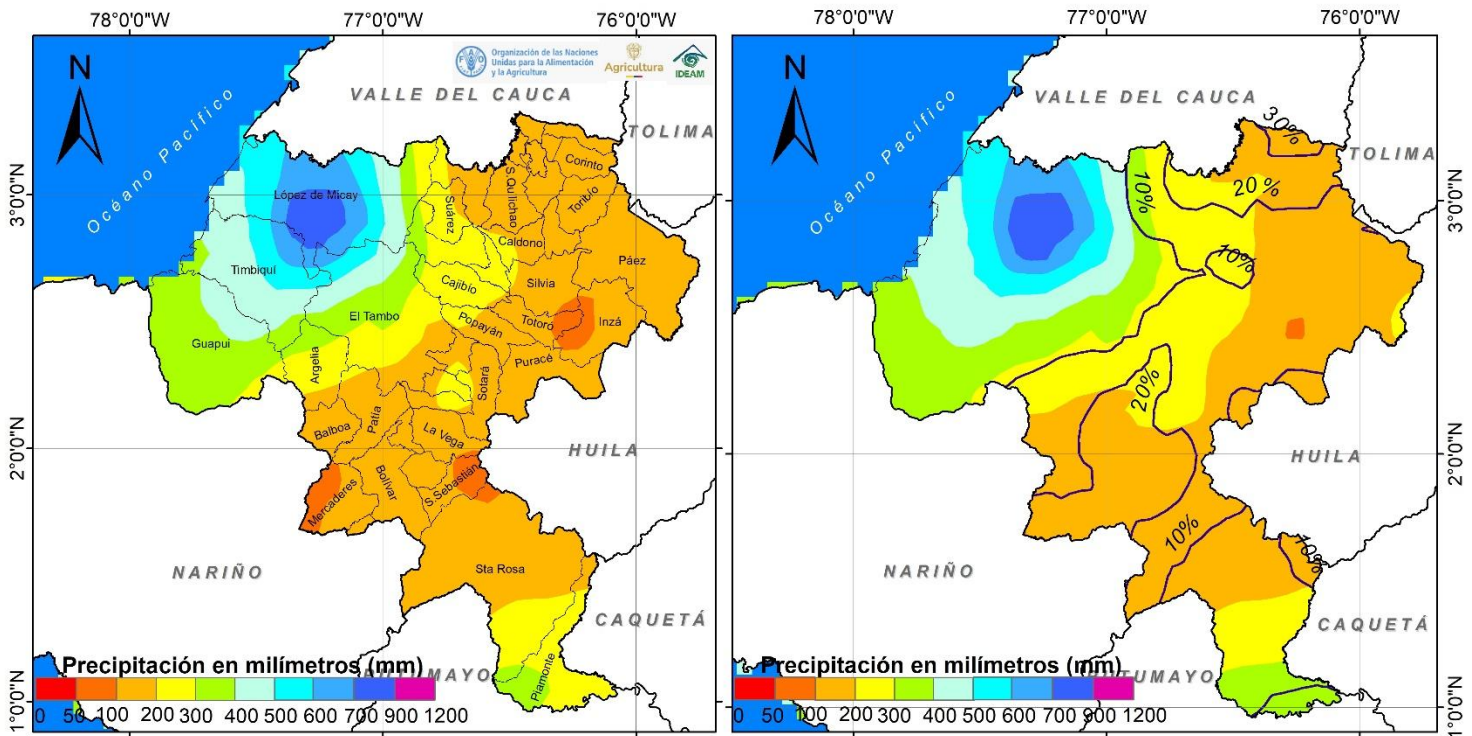 78°0'0"W
77°0'0"W
76°0'0"W
N
Organización de las Naciones
Unidas para la Alimentación
y la Agricultura
Agricultura
IDEAM
VALLE DEL CAUCA
TOLIMA
Océano Pacífico
3°0'0"N
López de Micay
Corinto
S.Quilichao
Toribío
Suárez
Caldono
Timbiquí
Páez
Cajibío
Silvia
El Tambo
Popayán
Totoro
Inzá
Guapui
Argelia
Puracé
Sotará
Patía
Balboa
La Vega
2°0'0"N
HUILA
Bolívar
S.Sebastián
Mercaderes
NARIÑO
Sta Rosa
CAQUETÁ
Piamonte
Precipitación en milímetros (mm)
0 50 100 200 300 400 500 600 700 900 1200
1°0'0"N
78°0'0"W
77°0'0"W
76°0'0"W
N
VALLE DEL CAUCA
30%
TOLIMA
Océano Pacífico
3°0'0"N
10%
20 %
10%
20%
2°0'0"N
HUILA
10%
10%
NARIÑO
CAQUETÁ
Precipitación en milímetros (mm)
0 50 100 200 300 400 500 600 700 900 1200
1°0'0"N